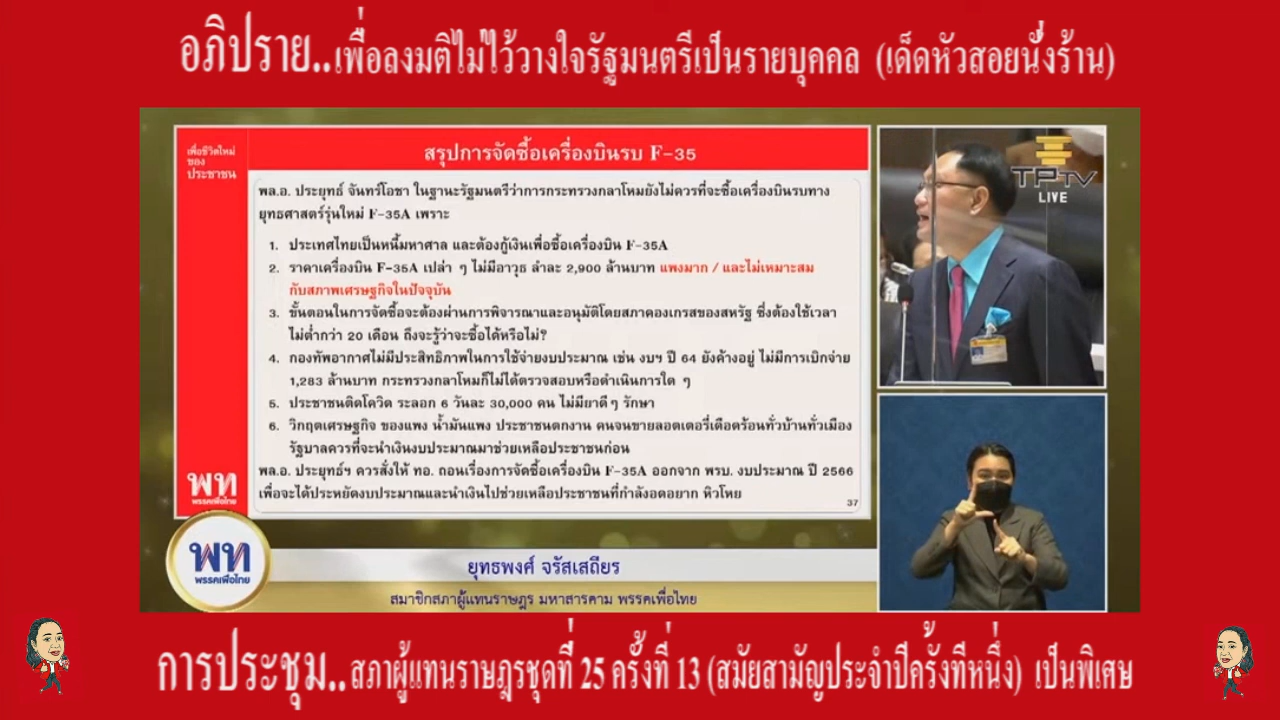 อภิปราย..เพื่อลงมติไม่ไว้วางใจรัฐมนตรีเป็นรายบุคคล (เด็ดหัวสอยนั่งร้าน)
เพื่อชีวิตใหม่
ของ
ประชาชน
สรุปการจัดซื้อเครื่องบินรบ F-35
พล.อ. ประยุทธ์ จันทร์โอชา ในฐานะรัฐมนตรีว่าการกระทรวงกลาโหมยังไม่ควรที่จะซื้อเครื่องบินรบทาง
ยุทธศาสตร์รุ่นใหม่ F-35A เพราะ
1. ประเทศไทยเป็นหนี้มหาศาล และต้องกู้เงินเพื่อซื้อเครื่องบิน F-35A
2. ราคาเครื่องบิน F-35A เปล่า ๆ ไม่มีอาวุธ ลำละ 2,900 ล้านบาท แพงมาก / และไม่เหมาะสม
กับสภาพเศรษฐกิจในปัจจุบัน
3. ขั้นตอนในการจัดซื้อจะต้องผ่านการพิจารณาและอนุมัติโดยสภาคองเกรสของสหรัฐ ซึ่งต้องใช้เวลา
ไม่ต่ำกว่า 20 เดือน ถึงจะรู้ว่าจะซื้อได้หรือไม่?
4. กองทัพอากาศไม่มีประสิทธิภาพในการใช้จ่ายงบประมาณ เช่น งบฯ ปี 64 ยังค้างอยู่ ไม่มีการเบิกจ่าย
1,283 ล้านบาท กระทรวงกลาโหมก็ไม่ได้ตรวจสอบหรือดำเนินการใด ๆ
5. ประชาชนติดโควิด ระลอก 6 วันละ 30,000 คน ไม่มียาดีๆ รักษา
6. วิกฤตเศรษฐกิจ ของแพง น้ำมันแพง ประชาชนตกงาน คนจนขายลอตเตอรี่เดือดร้อนทั่วบ้านทั่วเมือง
รัฐบาลควรที่จะนำเงินงบประมาณมาช่วยเหลือประชาชนก่อน
พล.อ. ประยุทธ์ฯ ควรสั่งให้ ทอ. ถอนเรื่องการจัดซื้อเครื่องบิน F-35A ออกจาก พรบ. งบประมาณ ปี 2566
เพื่อจะได้ประหยัดงบประมาณและนำเงินไปช่วยเหลือประชาชนที่กำลังอดอยาก หิวโหย
37
พท
พรรคเพื่อไทย
TPTV
LIVE
พท
พรรคเพื่อไทย
ยุทธพงศ์ จรัสเสถียร
สมาชิกสภาผู้แทนราษฎร มหาสารคาม พรรคเพื่อไทย
การประชุม..สภาผู้แทนราษฎรชุดที่ 25 ครั้งที่ 13 (สมัยสามัญประจำปีครั้งที่หนึ่ง) เป็นพิเศษ